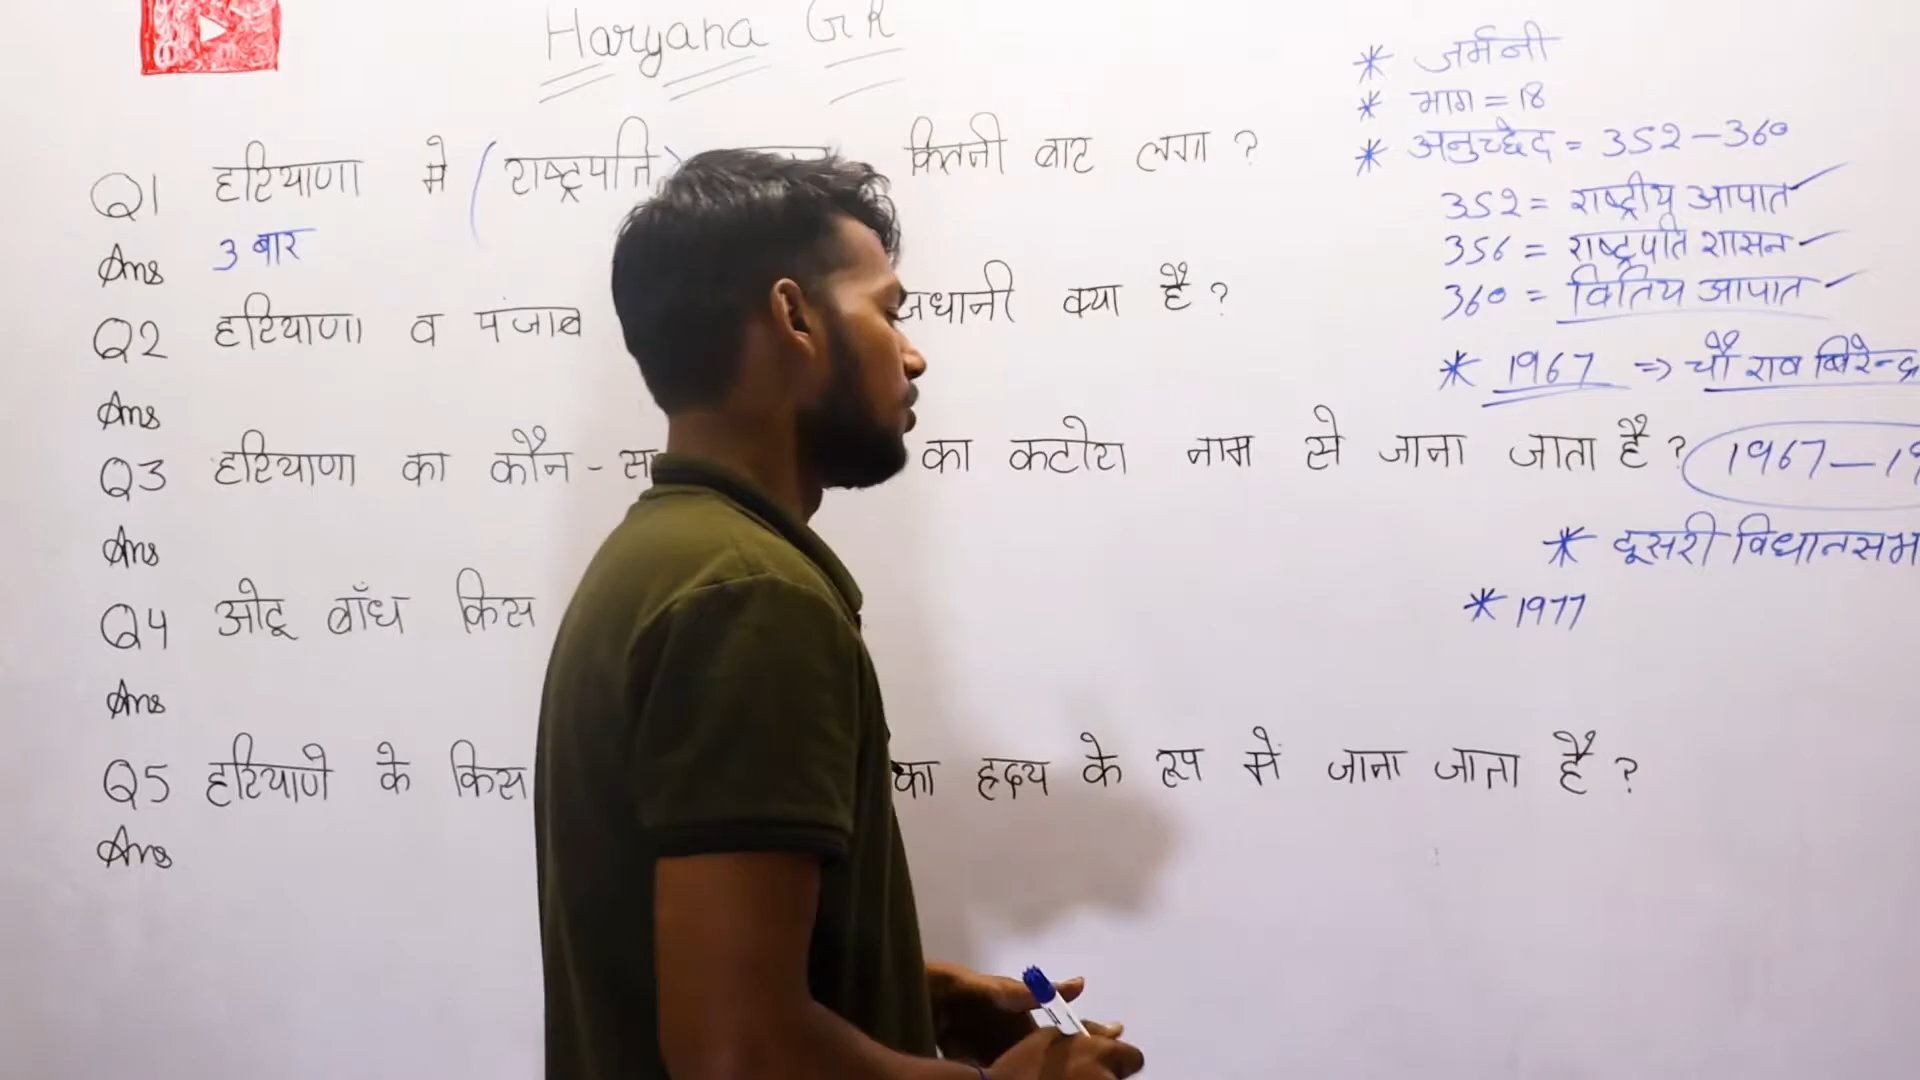 Haryana GK
Q1 हरियाणा मे (राष्ट्रपति) कितनी बार लगा ?
Ans 3 बार
Q2 हरियाणा व पंजाब जधानी क्या है ?
Ans
Q3 हरियाणा का कौन - सा का कटोरा नाम से जाना जाता है ?
Ans
Q4 ओटू बाँध किस
Ans
Q5 हरियाणे के किस का ह्रदय के रूप मे जाना जाता है ?
Ans
* जर्मनी
* भाग = 18
* अनुच्छेद = 352 – 360
352 = राष्ट्रीय आपात
356 = राष्ट्रपति शासन
360 = वितिय आपात
* 1967 => चौ राव बिरेन्द्र
1967 – 19
* दूसरी विधानसभ
* 1977